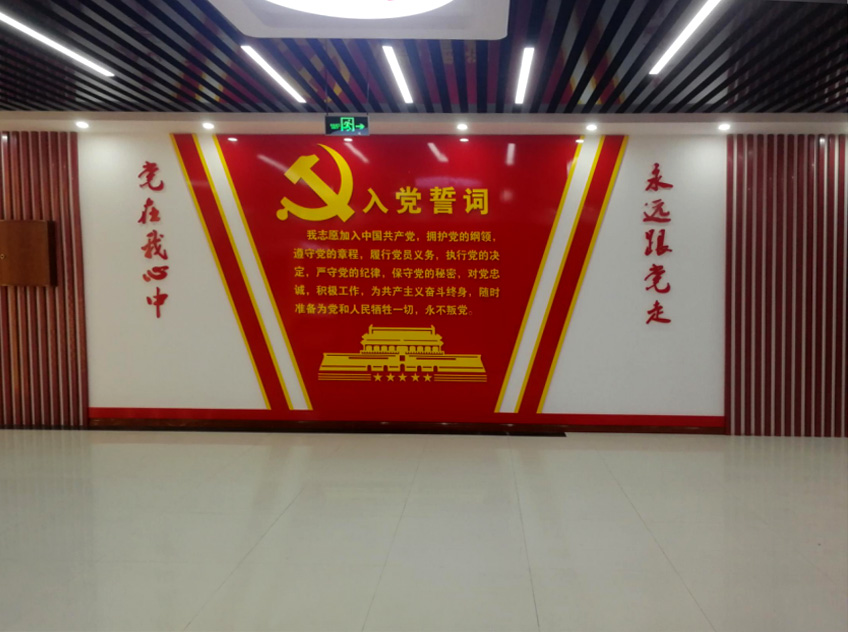 党在我心中
入党誓词
我志愿加入中国共产党，拥护党的纲领，
遵守党的章程，履行党员义务，执行党的决
定，严守党的纪律，保守党的秘密，对党忠
诚，积极工作，为共产主义奋斗终身，随时
准备为党和人民牺牲一切，永不叛党。
永远跟党走